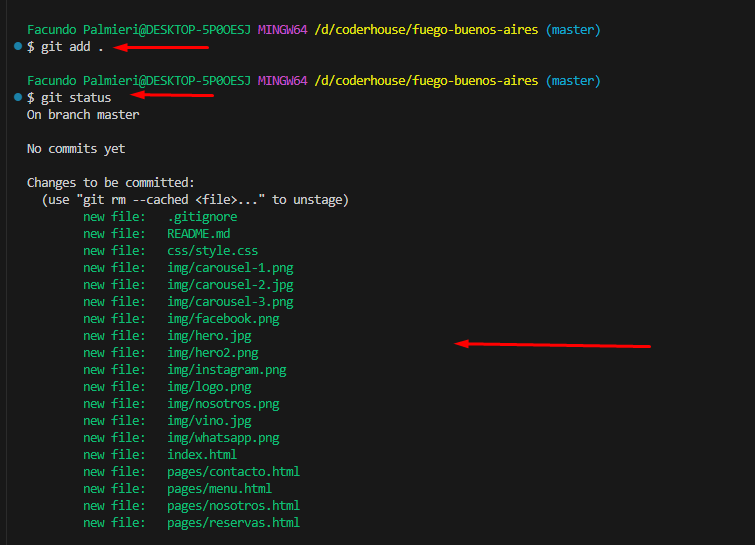 Facundo Palmieri@DESKTOP-5P0OESJ MINGW64 /d/coderhouse/fuego-buenos-aires (master)
$ git add .
Facundo Palmieri@DESKTOP-5P0OESJ MINGW64 /d/coderhouse/fuego-buenos-aires (master)
$ git status
On branch master
No commits yet
Changes to be committed:
(use "git rm --cached <file>..." to unstage)
new file: .gitignore
new file: README.md
new file: css/style.css
new file: img/carousel-1.png
new file: img/carousel-2.jpg
new file: img/carousel-3.png
new file: img/facebook.png
new file: img/hero.jpg
new file: img/hero2.png
new file: img/instagram.png
new file: img/logo.png
new file: img/nosotros.png
new file: img/vino.jpg
new file: img/whatsapp.png
new file: index.html
new file: pages/contacto.html
new file: pages/menu.html
new file: pages/nosotros.html
new file: pages/reservas.html